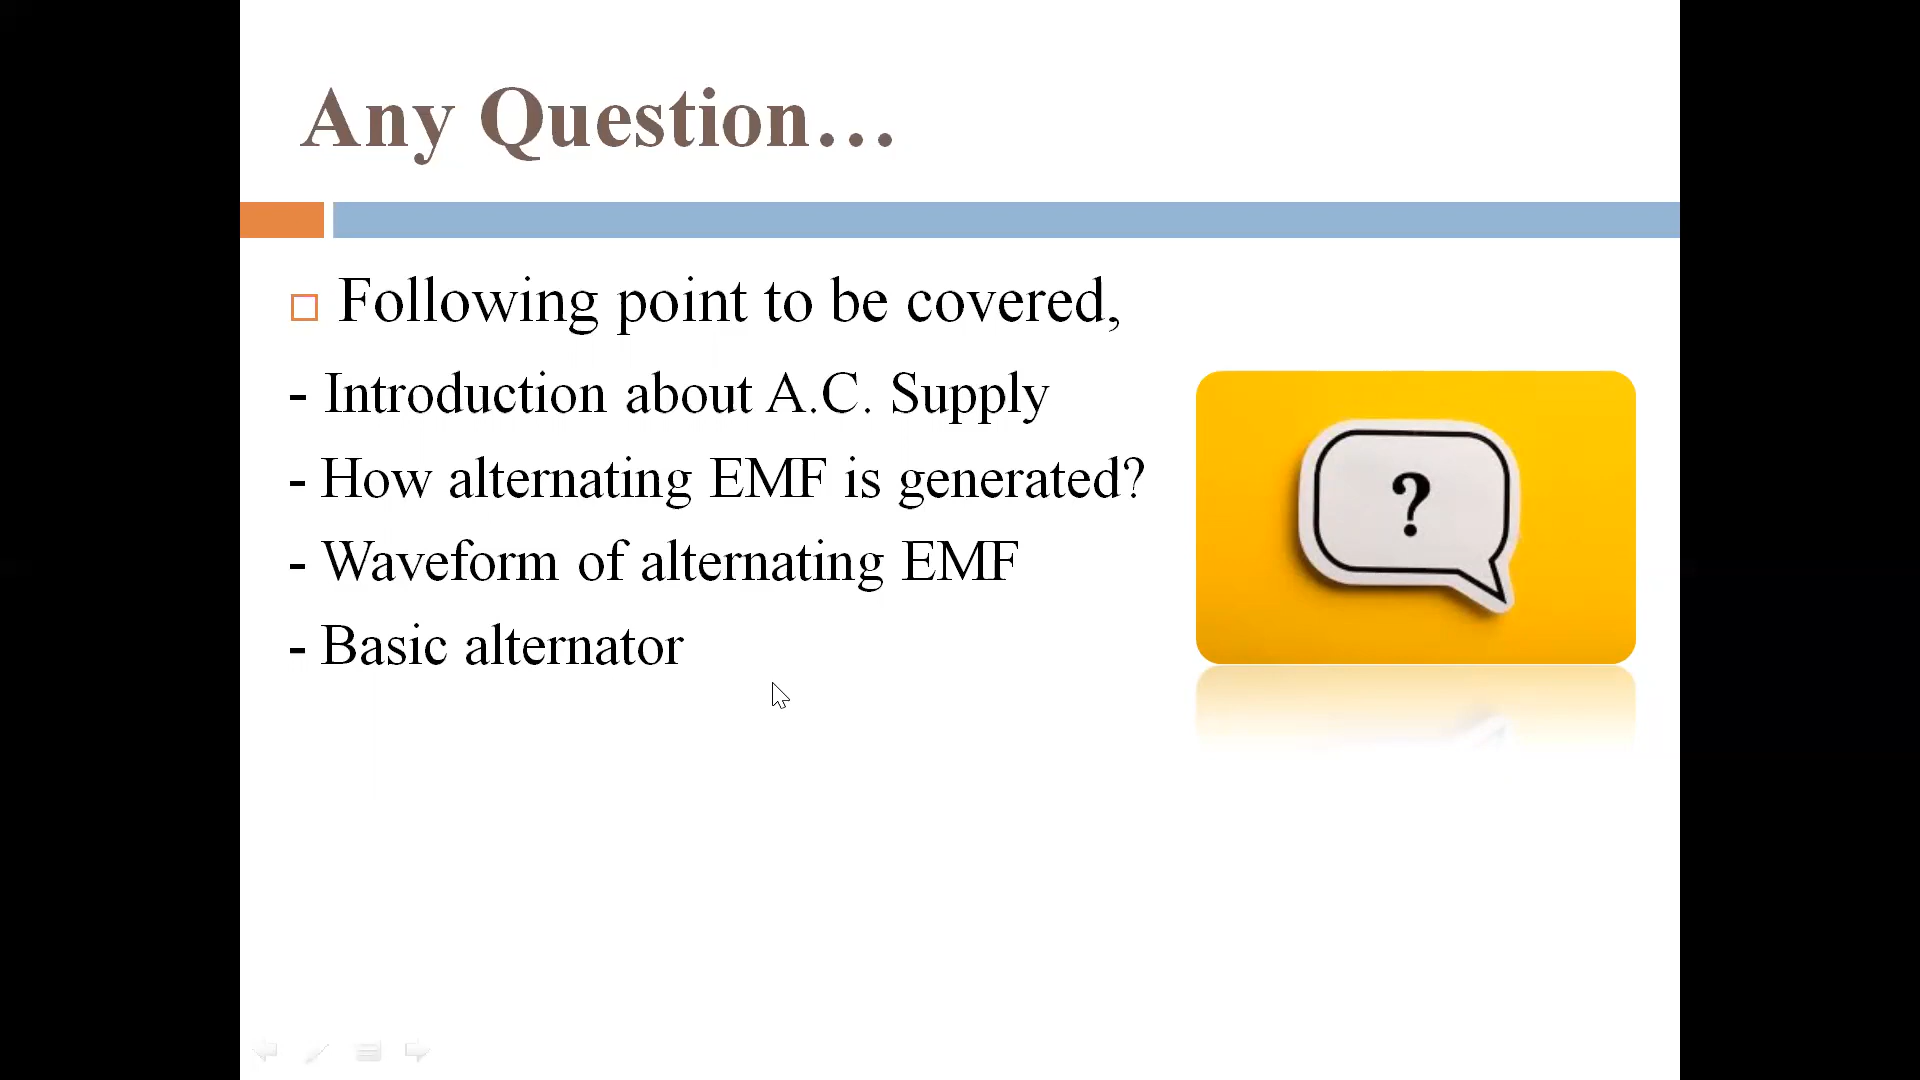 Any Question…
Following point to be covered,
- Introduction about A.C. Supply
- How alternating EMF is generated?
- Waveform of alternating EMF
- Basic alternator
?